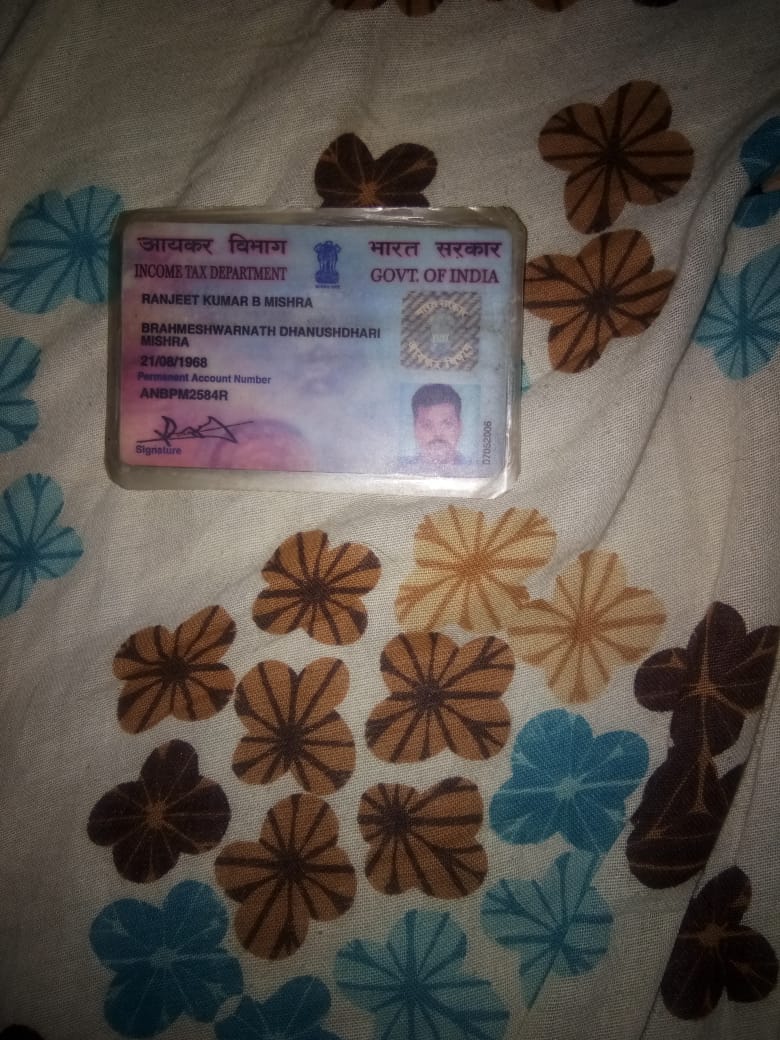 आयकर विभाग
INCOME TAX DEPARTMENT
भारत सरकार
GOVT. OF INDIA
RANJEET KUMAR B MISHRA
BRAHMESHWARNATH DHANUSHDHARI
MISHRA
21/08/1968
Permanent Account Number
ANBPM2584R
Signature
07052006